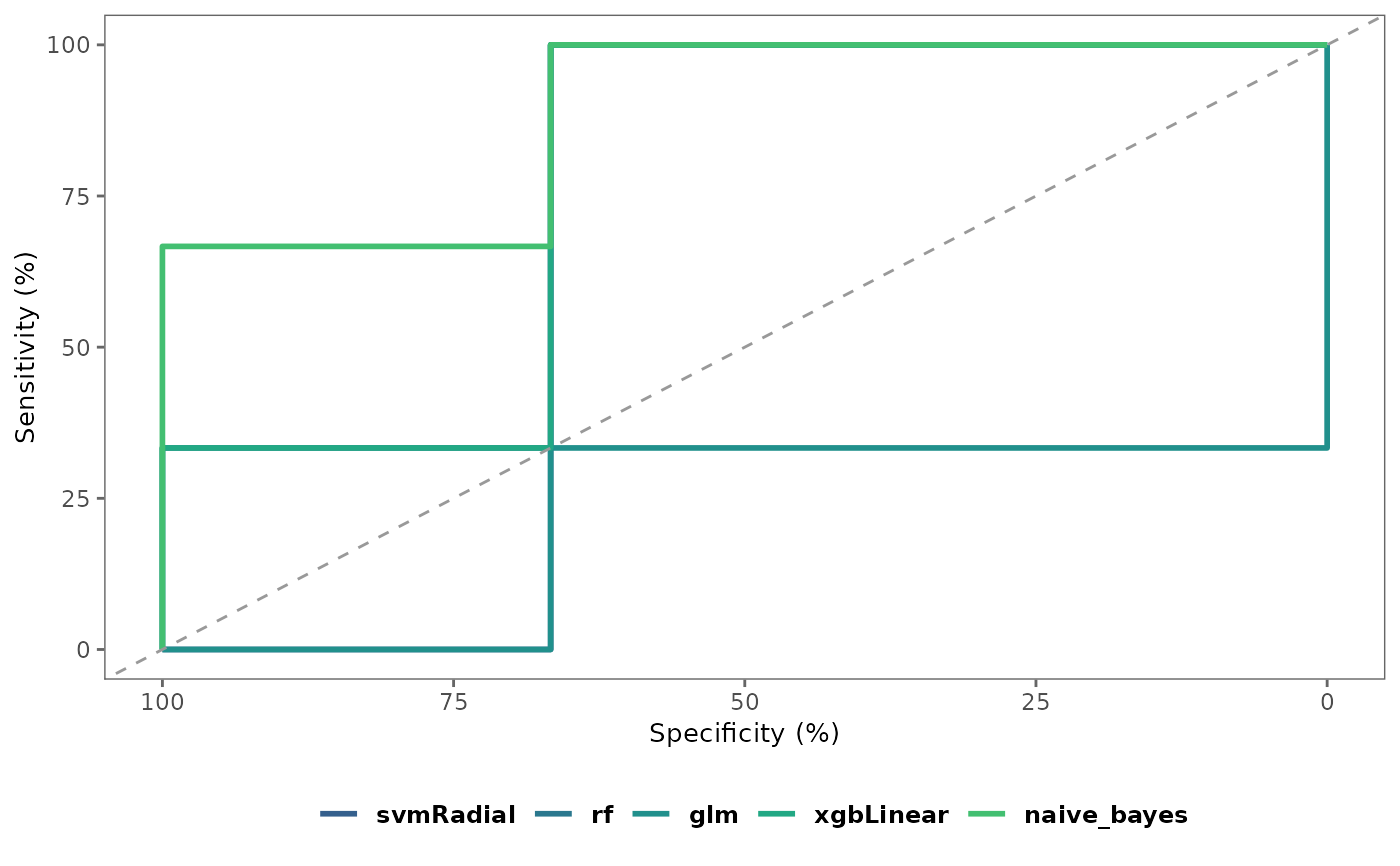 100
75
50
25
0
Sensitivity (%)
100 75 50 25 0
Specificity (%)
svmRadial rf glm xgbLinear naive_bayes